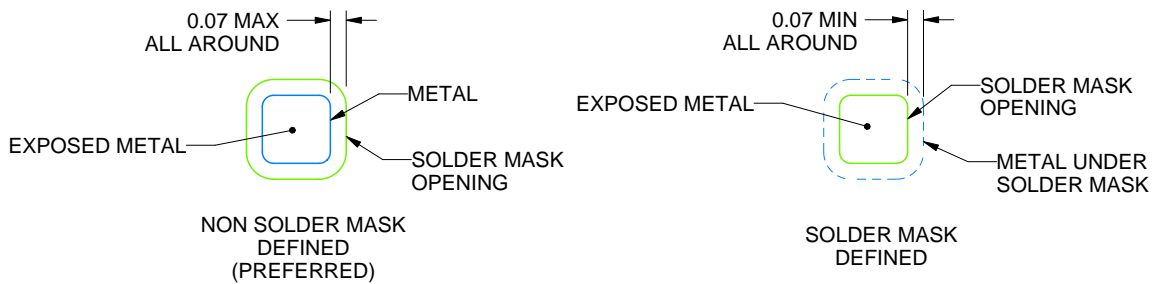 0.07 MAX
ALL AROUND
METAL
EXPOSED METAL
SOLDER MASK
OPENING
NON SOLDER MASK
DEFINED
(PREFERRED)
0.07 MIN
ALL AROUND
EXPOSED METAL
SOLDER MASK
OPENING
METAL UNDER
SOLDER MASK
SOLDER MASK
DEFINED